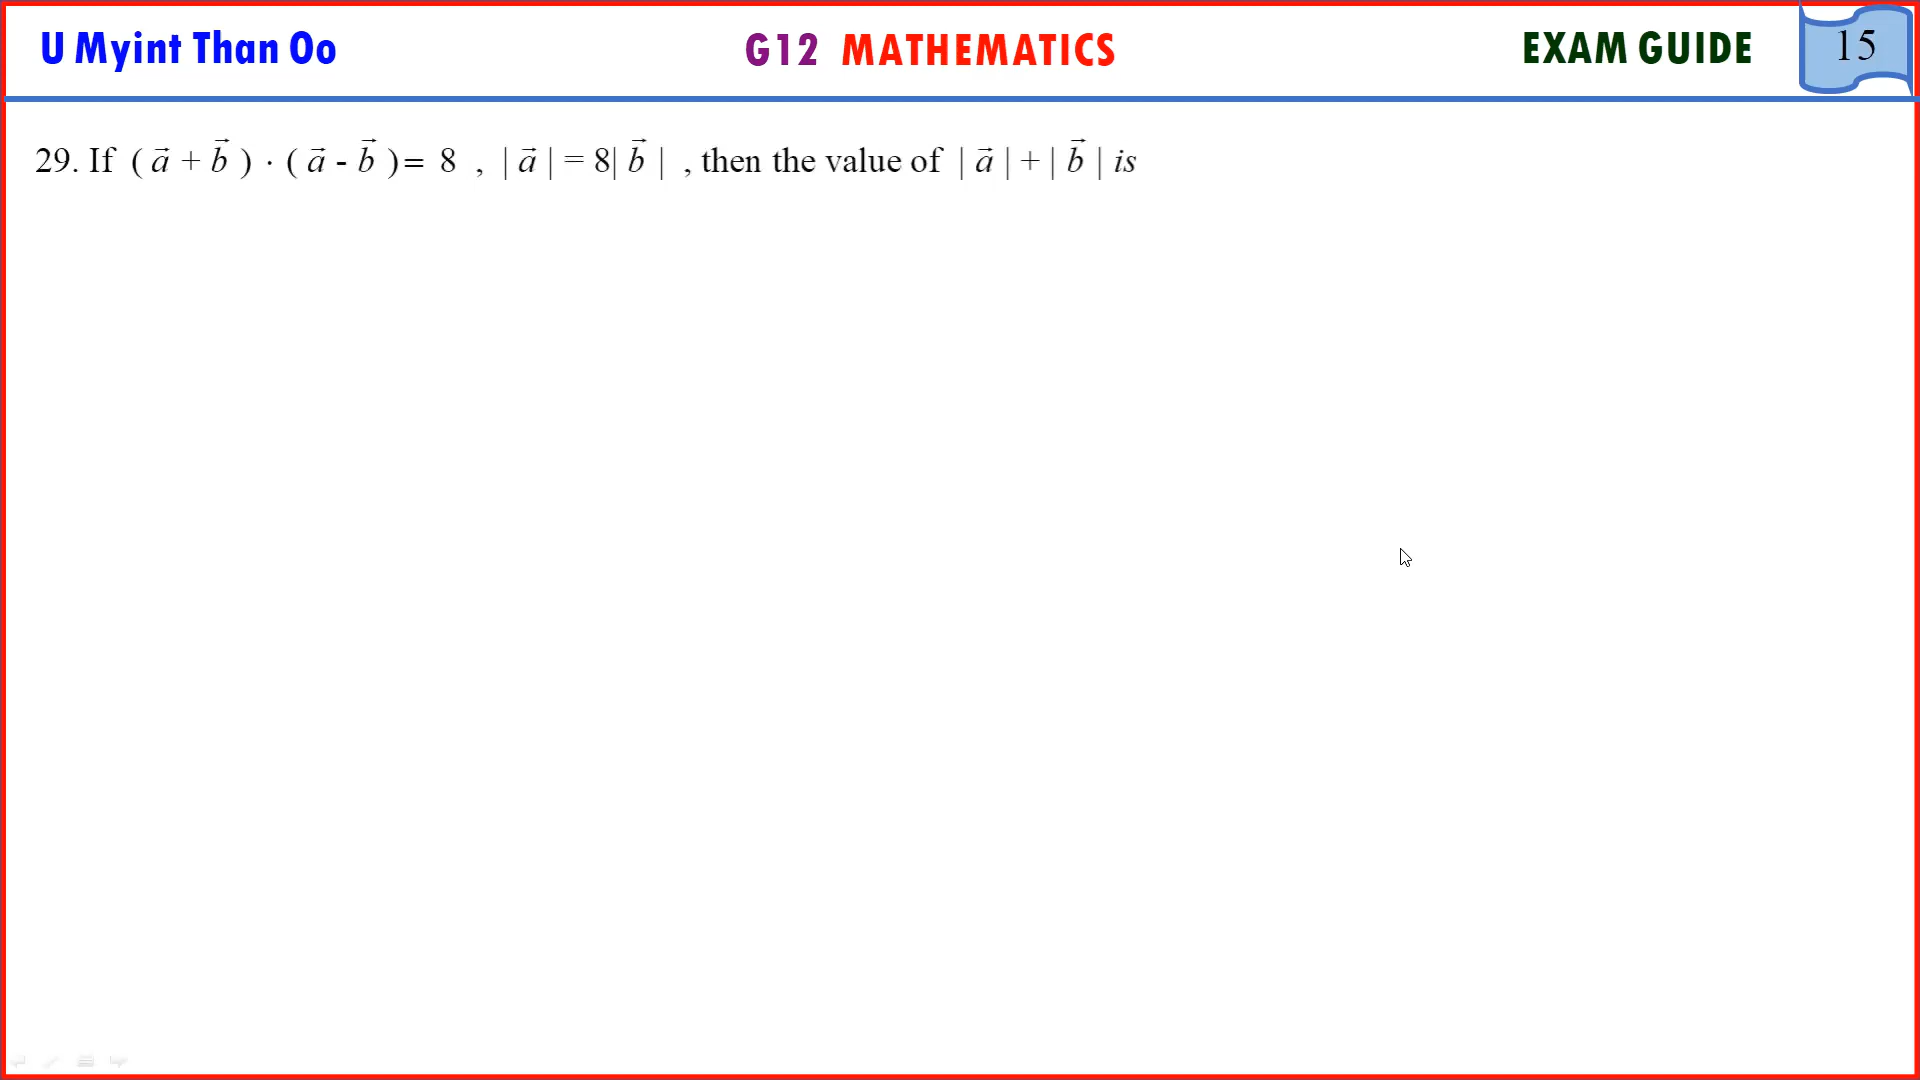 U Myint Than Oo G12 MATHEMATICS EXAM GUIDE 15
29. If ( a⃗ + b⃗ ) · ( a⃗ - b⃗ )= 8 , | a⃗ | = 8| b⃗ | , then the value of | a⃗ | + | b⃗ | is